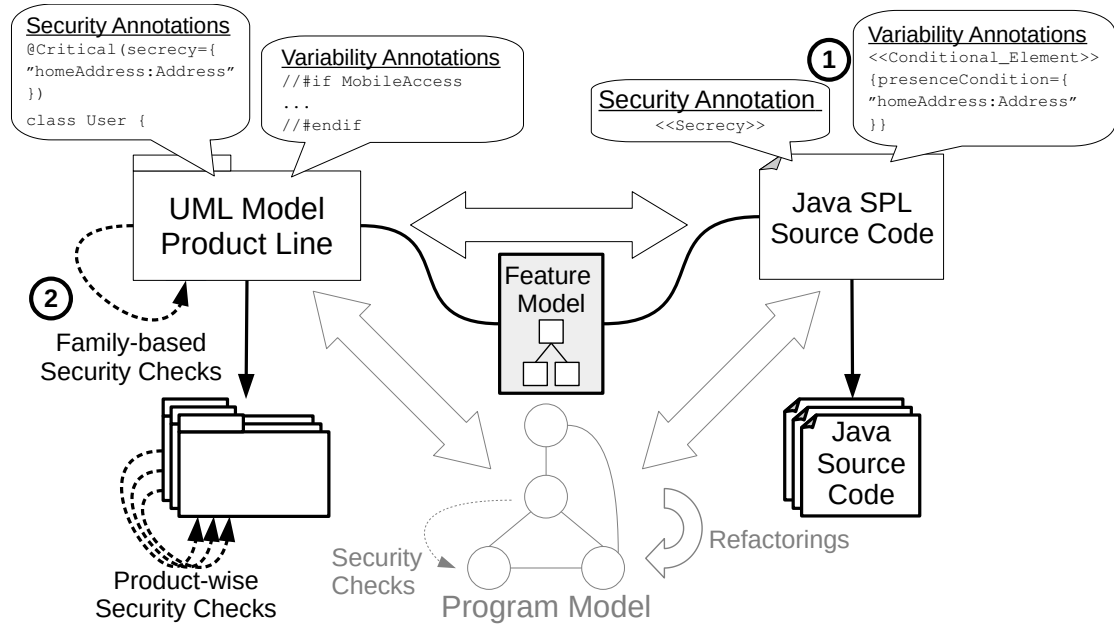 Security Annotations
@Critical(secrecy={
"homeAddress:Address"
})
class User {
Variability Annotations
//#if MobileAccess
...
//#endif
1
Security Annotation
<<Secrecy>>
Variability Annotations
<<Conditional_Element>>
{presenceCondition={
"homeAddress:Address"
}}
UML Model
Product Line
Java SPL
Source Code
Feature
Model
2
Family-based
Security Checks
Java
Source
Code
Product-wise
Security Checks
Security
Checks
Refactorings
Program Model